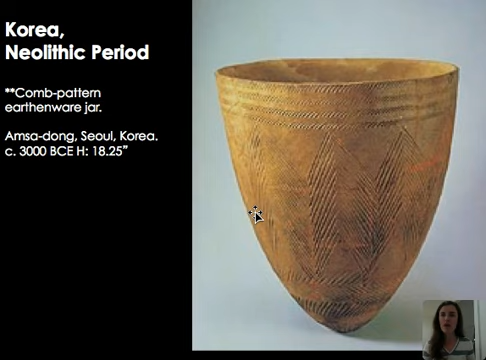 Korea,
Neolithic Period
**Comb-pattern
earthenware jar.
Amsa-dong, Seoul, Korea.
c. 3000 BCE H: 18.25”